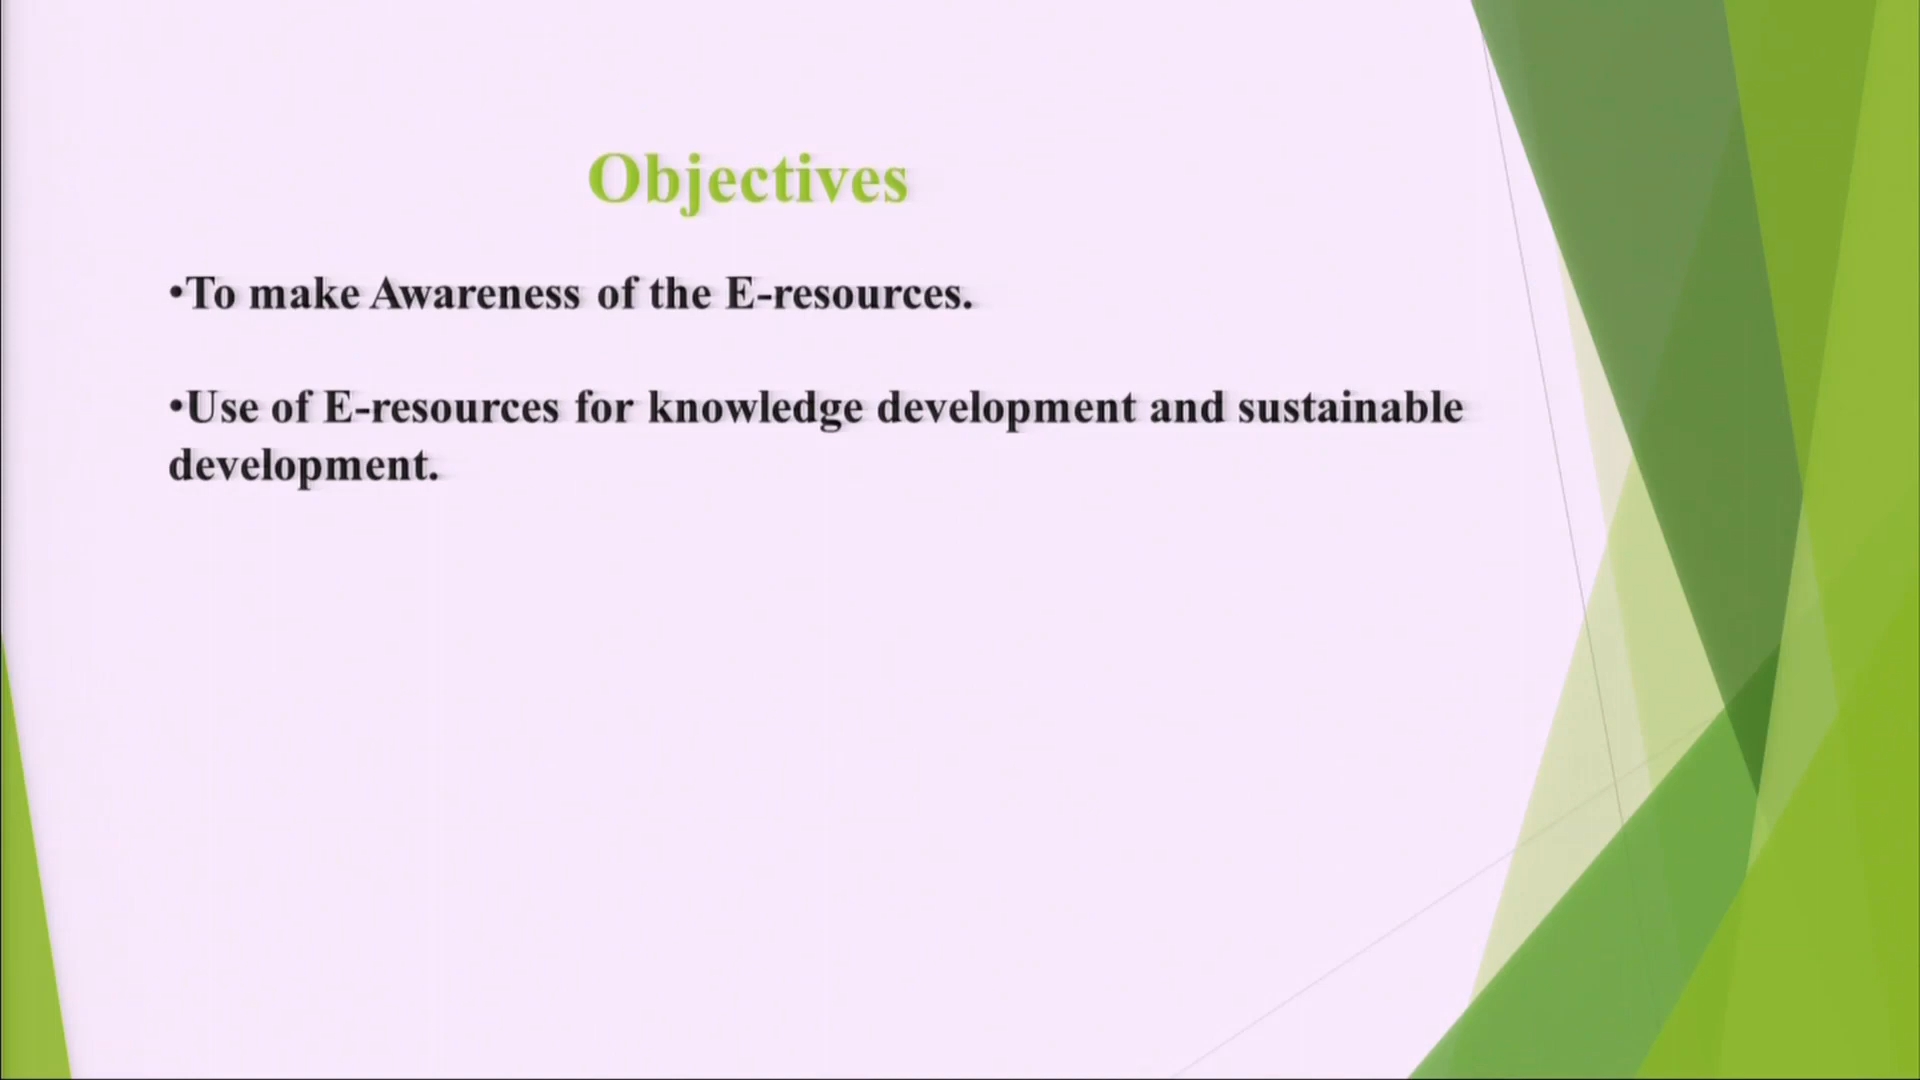 Objectives
•To make Awareness of the E-resources.
•Use of E-resources for knowledge development and sustainable
development.